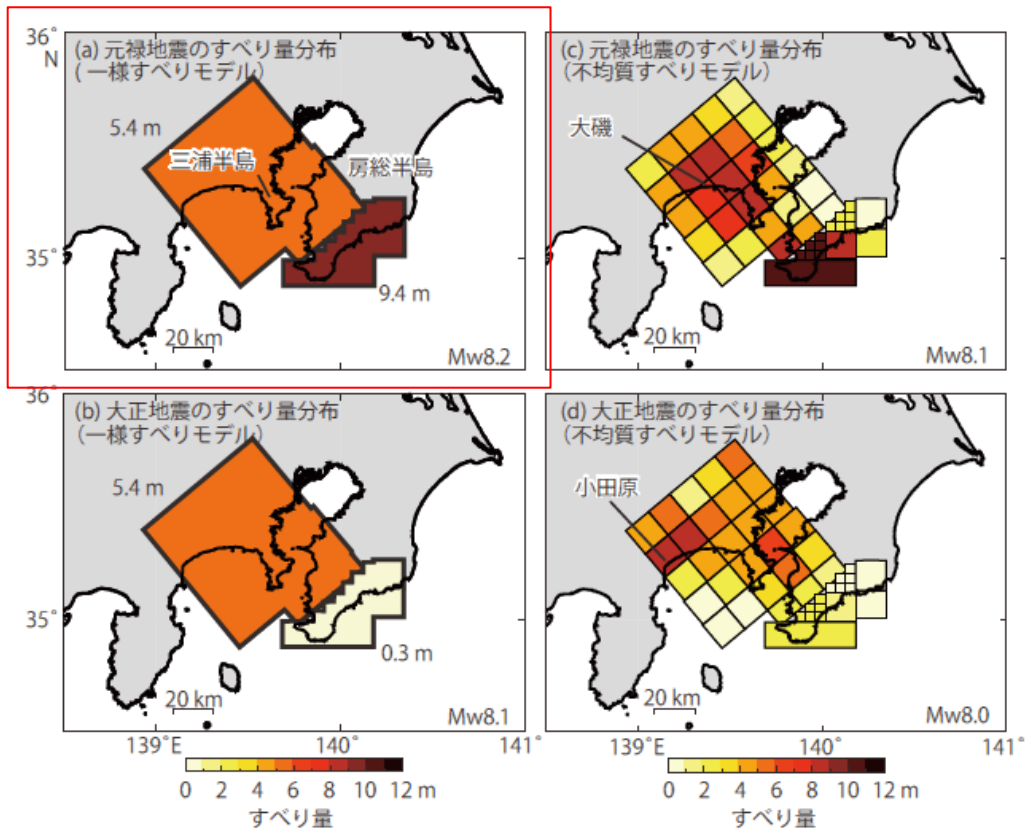 36°
N
(a) 元禄地震のすべり量分布
(一様すべりモデル)
5.4 m
三浦半島
房総半島
35°
9.4 m
20 km
Mw8.2
(c) 元禄地震のすべり量分布
(不均質すべりモデル)
大磯
20 km
Mw8.1
36°
(b) 大正地震のすべり量分布
(一様すべりモデル)
5.4 m
35°
0.3 m
20 km
Mw8.1
(d) 大正地震のすべり量分布
(不均質すべりモデル)
小田原
20 km
Mw8.0
139°E 140° 141° 139° 140° 141°
0 2 4 6 8 10 12 m
すべり量
0 2 4 6 8 10 12 m
すべり量